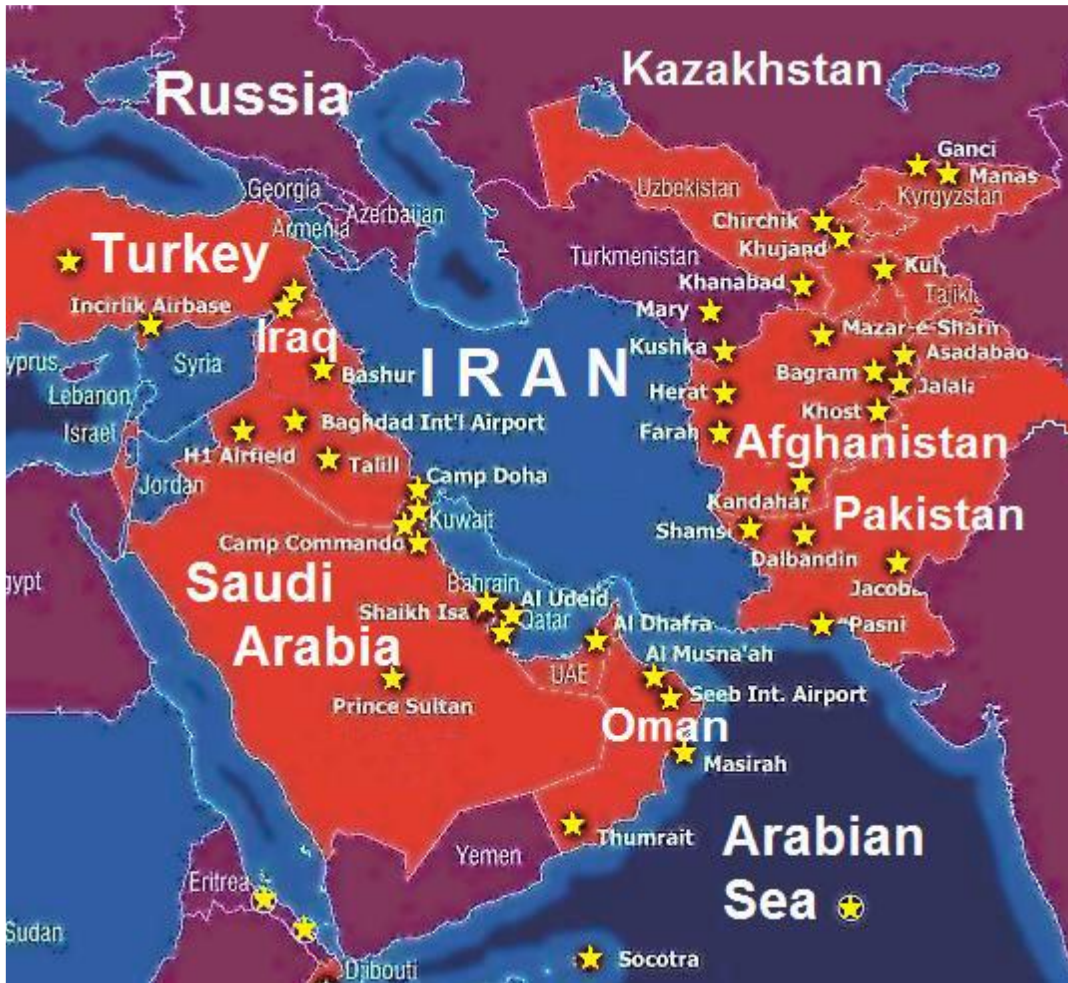 Kazakhstan
Russia
Ganci
Manas
Georgia
Uzbekistan
Kyrgyzstan
Azerbaijan
Chirchik
Armenia
Khujand
Turkey
Turkmenistan
Kuly
Khanabad
Tajiki
Incirlik Airbase
Mary
Mazar-e-Sharif
Iraq
Kushka
Asadabad
yprus
Syria
Bashur
IRAN
Bagram
Jalala
Lebanon
Herat
Khost
Israel
Baghdad Int'l Airport
Farah
Afghanistan
H1 Airfield
Talill
Jordan
Camp Doha
Kandahar
Kuwait
Pakistan
Shamsi
Camp Commando
Dalbandin
gypt
Saudi
Bahrain
Jacoba
Al Udeid
Shaikh Isa
Qatar
Al Dhafra
Pasni
Arabia
Al Musna'ah
UAE
Prince Sultan
Seeb Int. Airport
Oman
Masirah
Thumrait
Arabian
Yemen
Eritrea
Sea
Sudan
Socotra
Djibouti